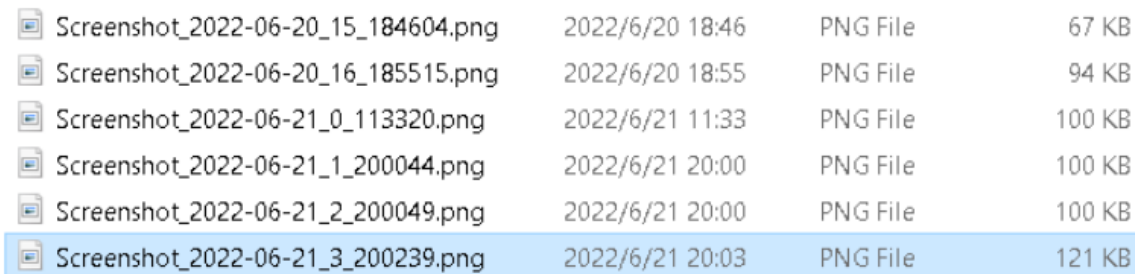 Screenshot_2022-06-20_15_184604.png 2022/6/20 18:46 PNG File 67 KB
Screenshot_2022-06-20_16_185515.png 2022/6/20 18:55 PNG File 94 KB
Screenshot_2022-06-21_0_113320.png 2022/6/21 11:33 PNG File 100 KB
Screenshot_2022-06-21_1_200044.png 2022/6/21 20:00 PNG File 100 KB
Screenshot_2022-06-21_2_200049.png 2022/6/21 20:00 PNG File 100 KB
Screenshot_2022-06-21_3_200239.png 2022/6/21 20:03 PNG File 121 KB